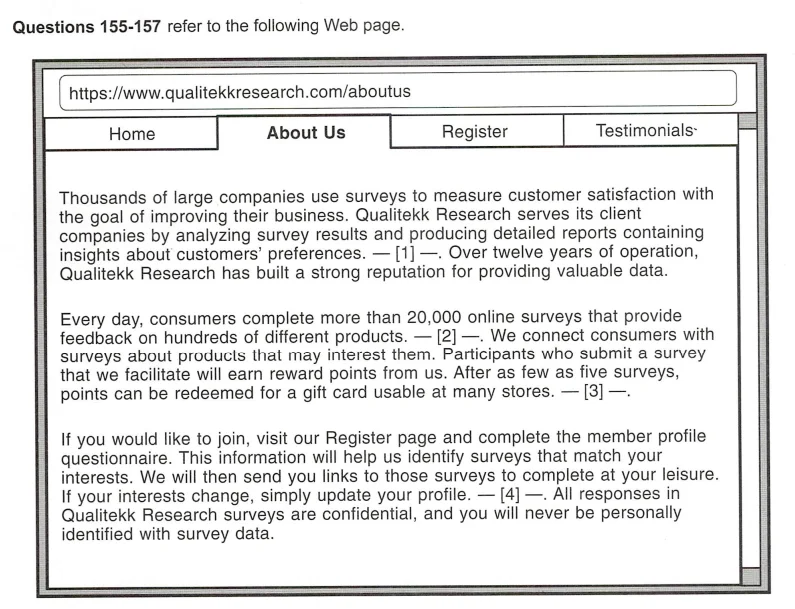 Questions 155-157 refer to the following Web page.
https://www.qualitekkresearch.com/aboutus
Home About Us Register Testimonials
Thousands of large companies use surveys to measure customer satisfaction with
the goal of improving their business. Qualitekk Research serves its client
companies by analyzing survey results and producing detailed reports containing
insights about customers' preferences. — [1] —. Over twelve years of operation,
Qualitekk Research has built a strong reputation for providing valuable data.
Every day, consumers complete more than 20,000 online surveys that provide
feedback on hundreds of different products. — [2] —. We connect consumers with
surveys about products that may interest them. Participants who submit a survey
that we facilitate will earn reward points from us. After as few as five surveys,
points can be redeemed for a gift card usable at many stores. — [3] —.
If you would like to join, visit our Register page and complete the member profile
questionnaire. This information will help us identify surveys that match your
interests. We will then send you links to those surveys to complete at your leisure.
If your interests change, simply update your profile. — [4] —. All responses in
Qualitekk Research surveys are confidential, and you will never be personally
identified with survey data.